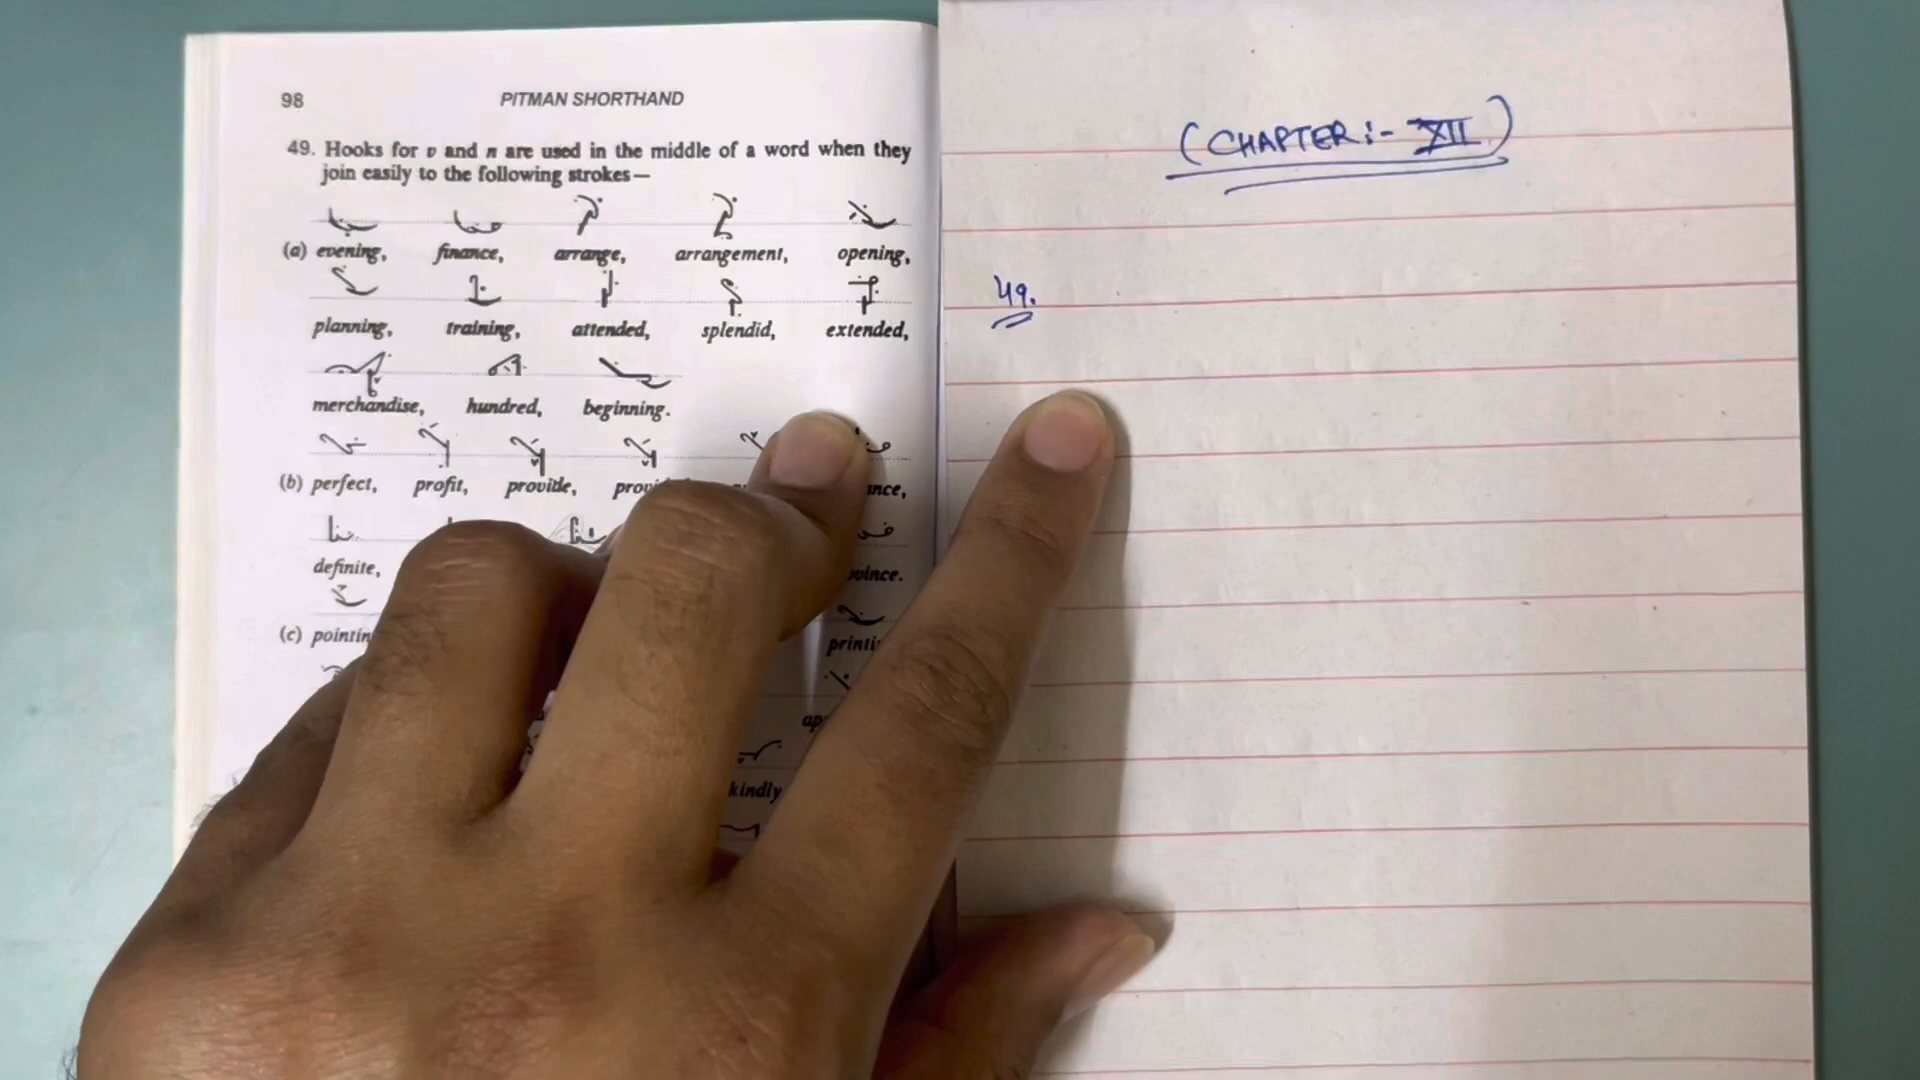 98 PITMAN SHORTHAND
49. Hooks for v and n are used in the middle of a word when they
join easily to the following strokes—
(a) evening, finance, arrange, arrangement, opening,
planning, training, attended, splendid, extended,
merchandise, hundred, beginning.
(b) perfect, profit, provide,
definite,
(c)
kindly
(CHAPTER:- XII)
49.